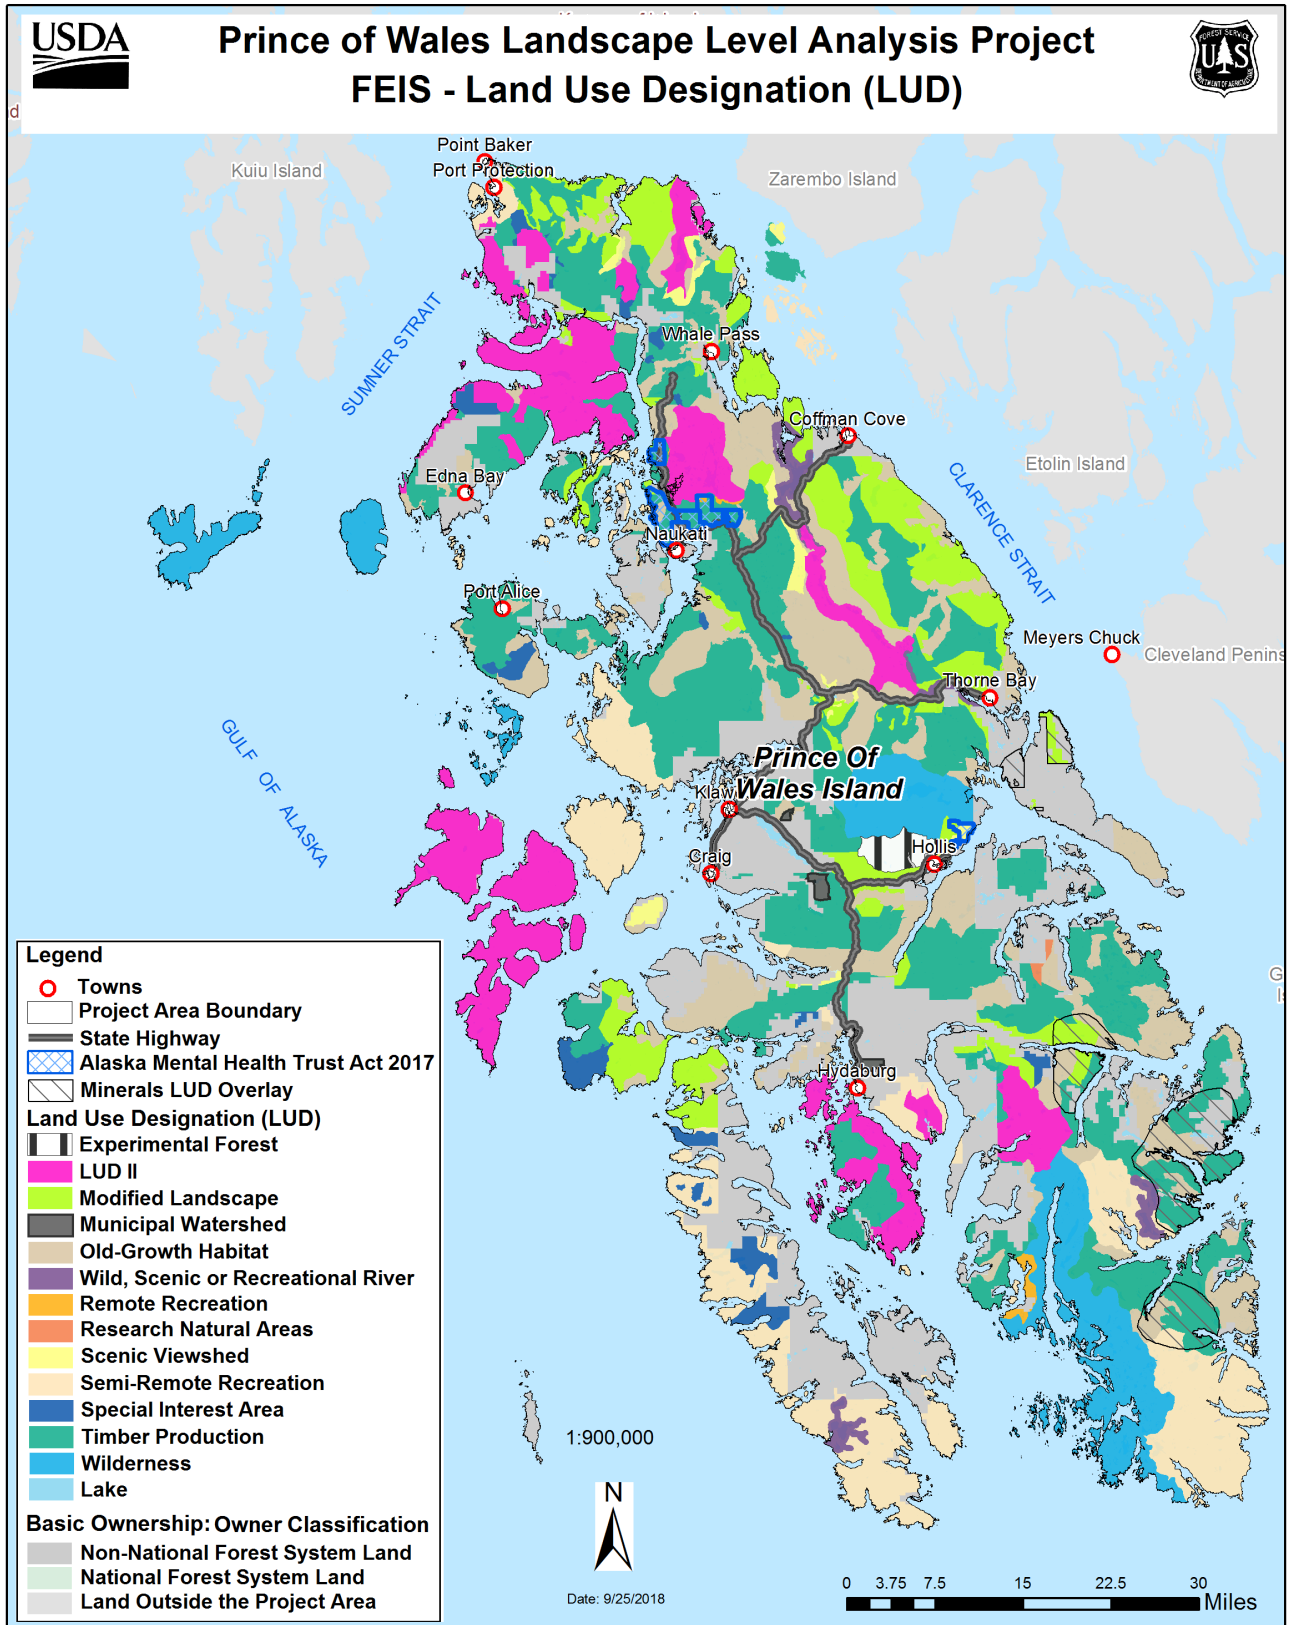 USDA
Prince of Wales Landscape Level Analysis Project
FEIS - Land Use Designation (LUD)
FOREST SERVICE
U S
DEPARTMENT OF AGRICULTURE
d
Point Baker
Port Protection
Kuiu Island
Zarembo Island
SUMNER STRAIT
Whale Pass
Coffman Cove
Edna Bay
Etolin Island
CLARENCE STRAIT
Naukati
Port Alice
Meyers Chuck
Cleveland Penins
Thorne Bay
GULF OF ALASKA
Prince Of
Wales Island
Klaw
Craig
Hollis
G
Is
Hydaburg
Legend
Towns
Project Area Boundary
State Highway
Alaska Mental Health Trust Act 2017
Minerals LUD Overlay
Land Use Designation (LUD)
Experimental Forest
LUD II
Modified Landscape
Municipal Watershed
Old-Growth Habitat
Wild, Scenic or Recreational River
Remote Recreation
Research Natural Areas
Scenic Viewshed
Semi-Remote Recreation
Special Interest Area
Timber Production
Wilderness
Lake
Basic Ownership: Owner Classification
Non-National Forest System Land
National Forest System Land
Land Outside the Project Area
1:900,000
N
Date: 9/25/2018
0 3.75 7.5 15 22.5 30
Miles